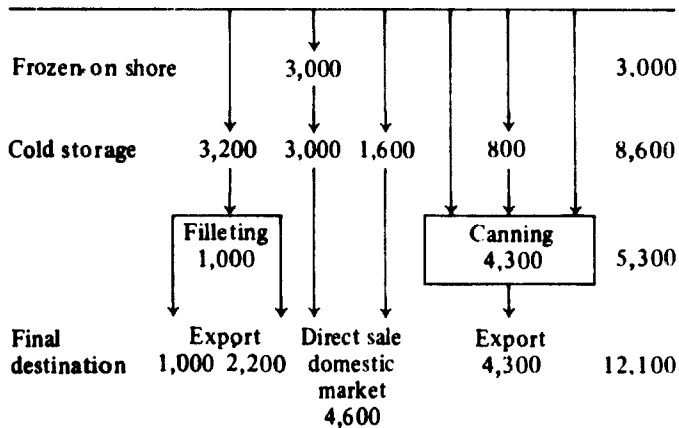 Frozen on shore 3,000 3,000
Cold storage 3,200 3,000 1,600 800 8,600
Filleting Canning
1,000 4,300 5,300
Final Export Direct sale Export
destination 1,000 2,200 domestic 4,300 12,100
market
4,600